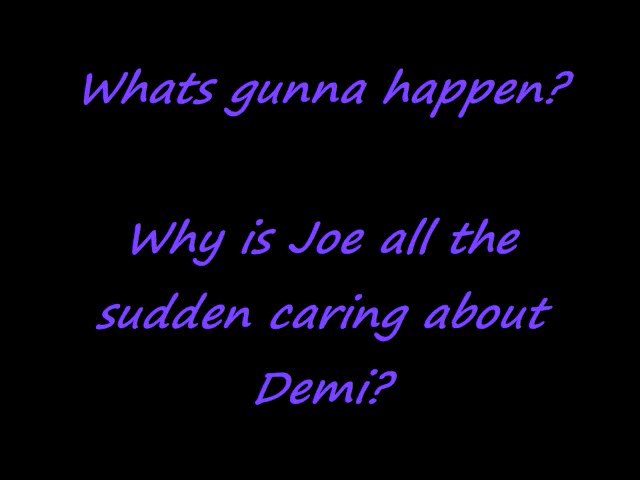 Whats gunna happen?
Why is Joe all the
sudden caring about
Demi?